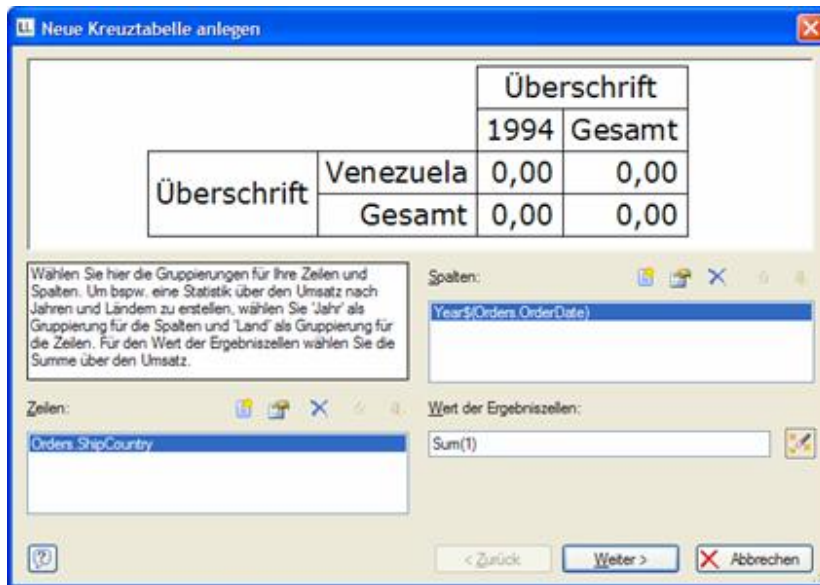 Neue Kreuztabelle anlegen
Überschrift
1994 Gesamt
Überschrift Venezuela 0,00 0,00
Gesamt 0,00 0,00
Wählen Sie hier die Gruppierungen für Ihre Zeilen und
Spalten. Um bspw. eine Statistik über den Umsatz nach
Jahren und Ländern zu erstellen, wählen Sie 'Jahr' als
Gruppierung für die Spalten und 'Land' als Gruppierung für
die Zeilen. Für den Wert der Ergebniszellen wählen Sie die
Summe über den Umsatz.
Spalten:
Year$(Orders.OrderDate)
Zeilen:
Orders.ShipCountry
Wert der Ergebniszellen:
Sum(1)
< Zurück Weiter > Abbrechen